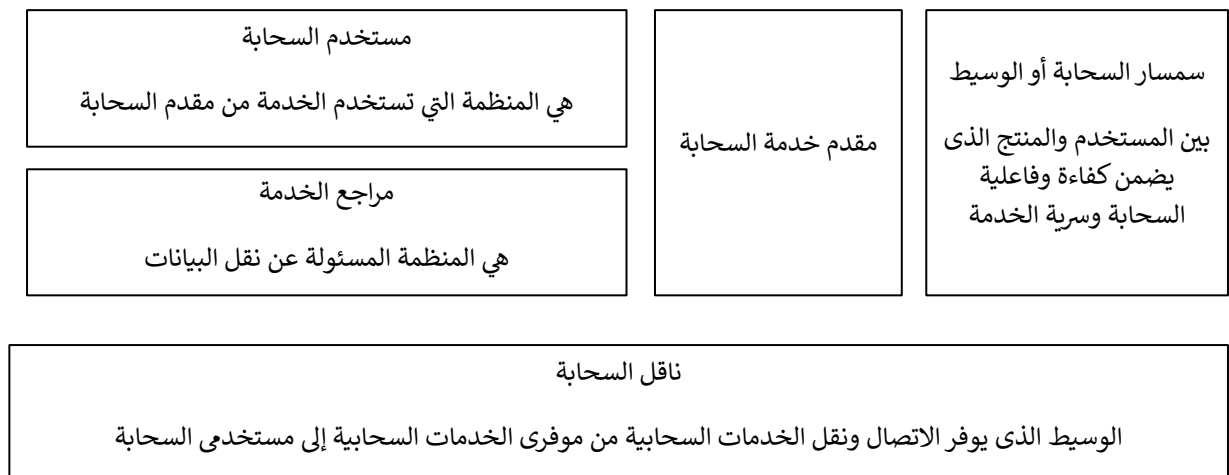 سمسار السحابة أو الوسيط
بين المستخدم والمنتج الذى
يضمن كفاءة وفاعلية
السحابة وسرية الخدمة
مقدم خدمة السحابة
مستخدم السحابة
هي المنظمة التي تستخدم الخدمة من مقدم السحابة
مراجع الخدمة
هي المنظمة المسئولة عن نقل البيانات
ناقل السحابة
الوسيط الذى يوفر الاتصال ونقل الخدمات السحابية من موفرى الخدمات السحابية إلى مستخدمى السحابة